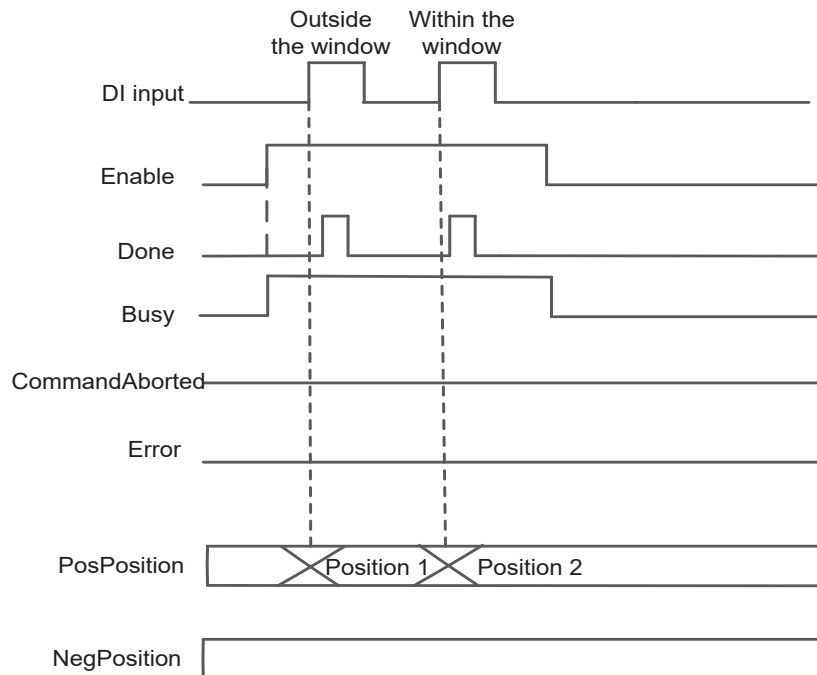 Outside
the window
Within the
window
DI input
Enable
Done
Busy
CommandAborted
Error
PosPosition
Position 1
Position 2
NegPosition